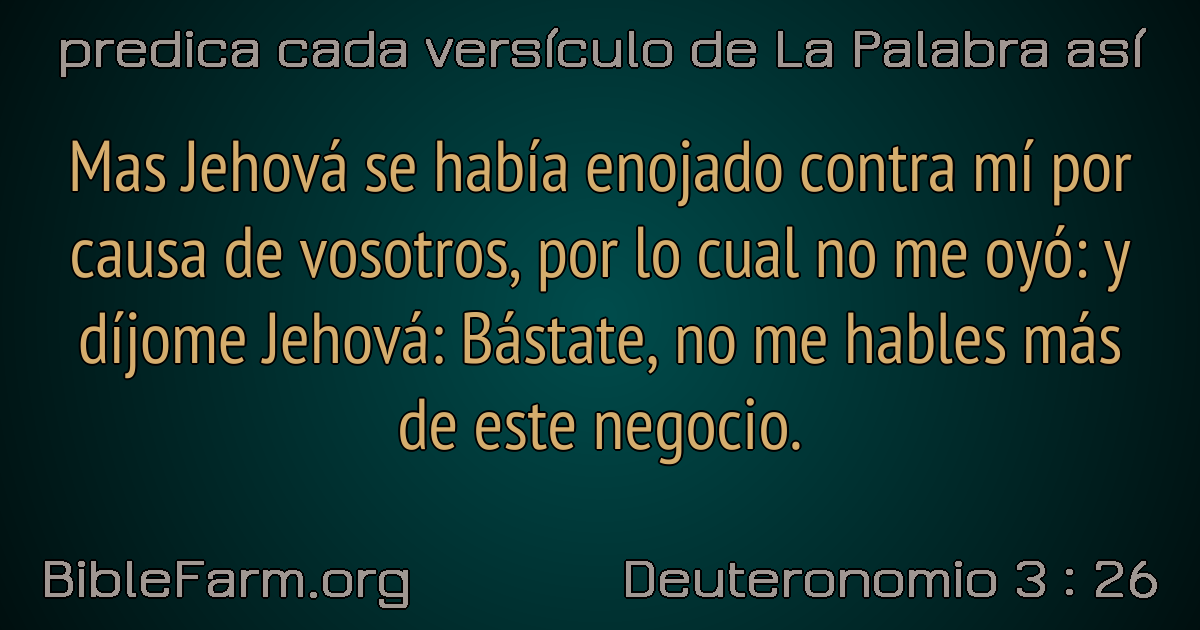 predica cada versículo de La Palabra así
Mas Jehová se había enojado contra mí por
causa de vosotros, por lo cual no me oyó: y
díjome Jehová: Bástate, no me hables más
de este negocio.
BibleFarm.org
Deuteronomio 3 : 26